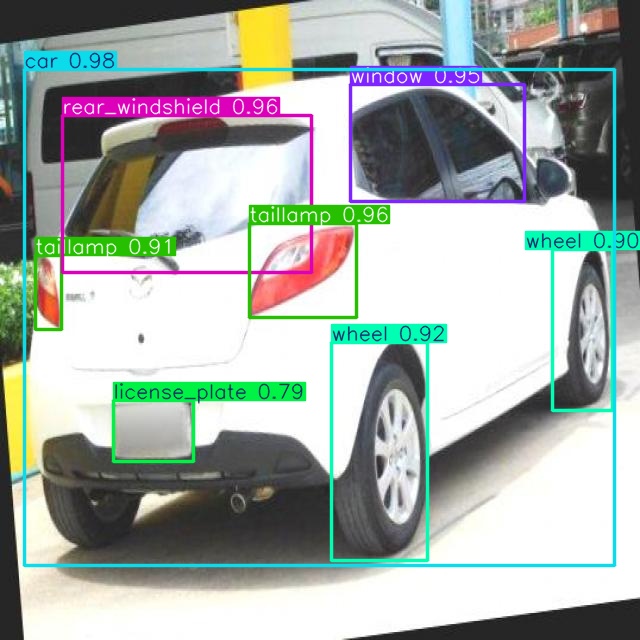 car 0.98
window 0.95
rear_windshield 0.96
taillamp 0.96
taillamp 0.91
wheel 0.90
wheel 0.92
license_plate 0.79